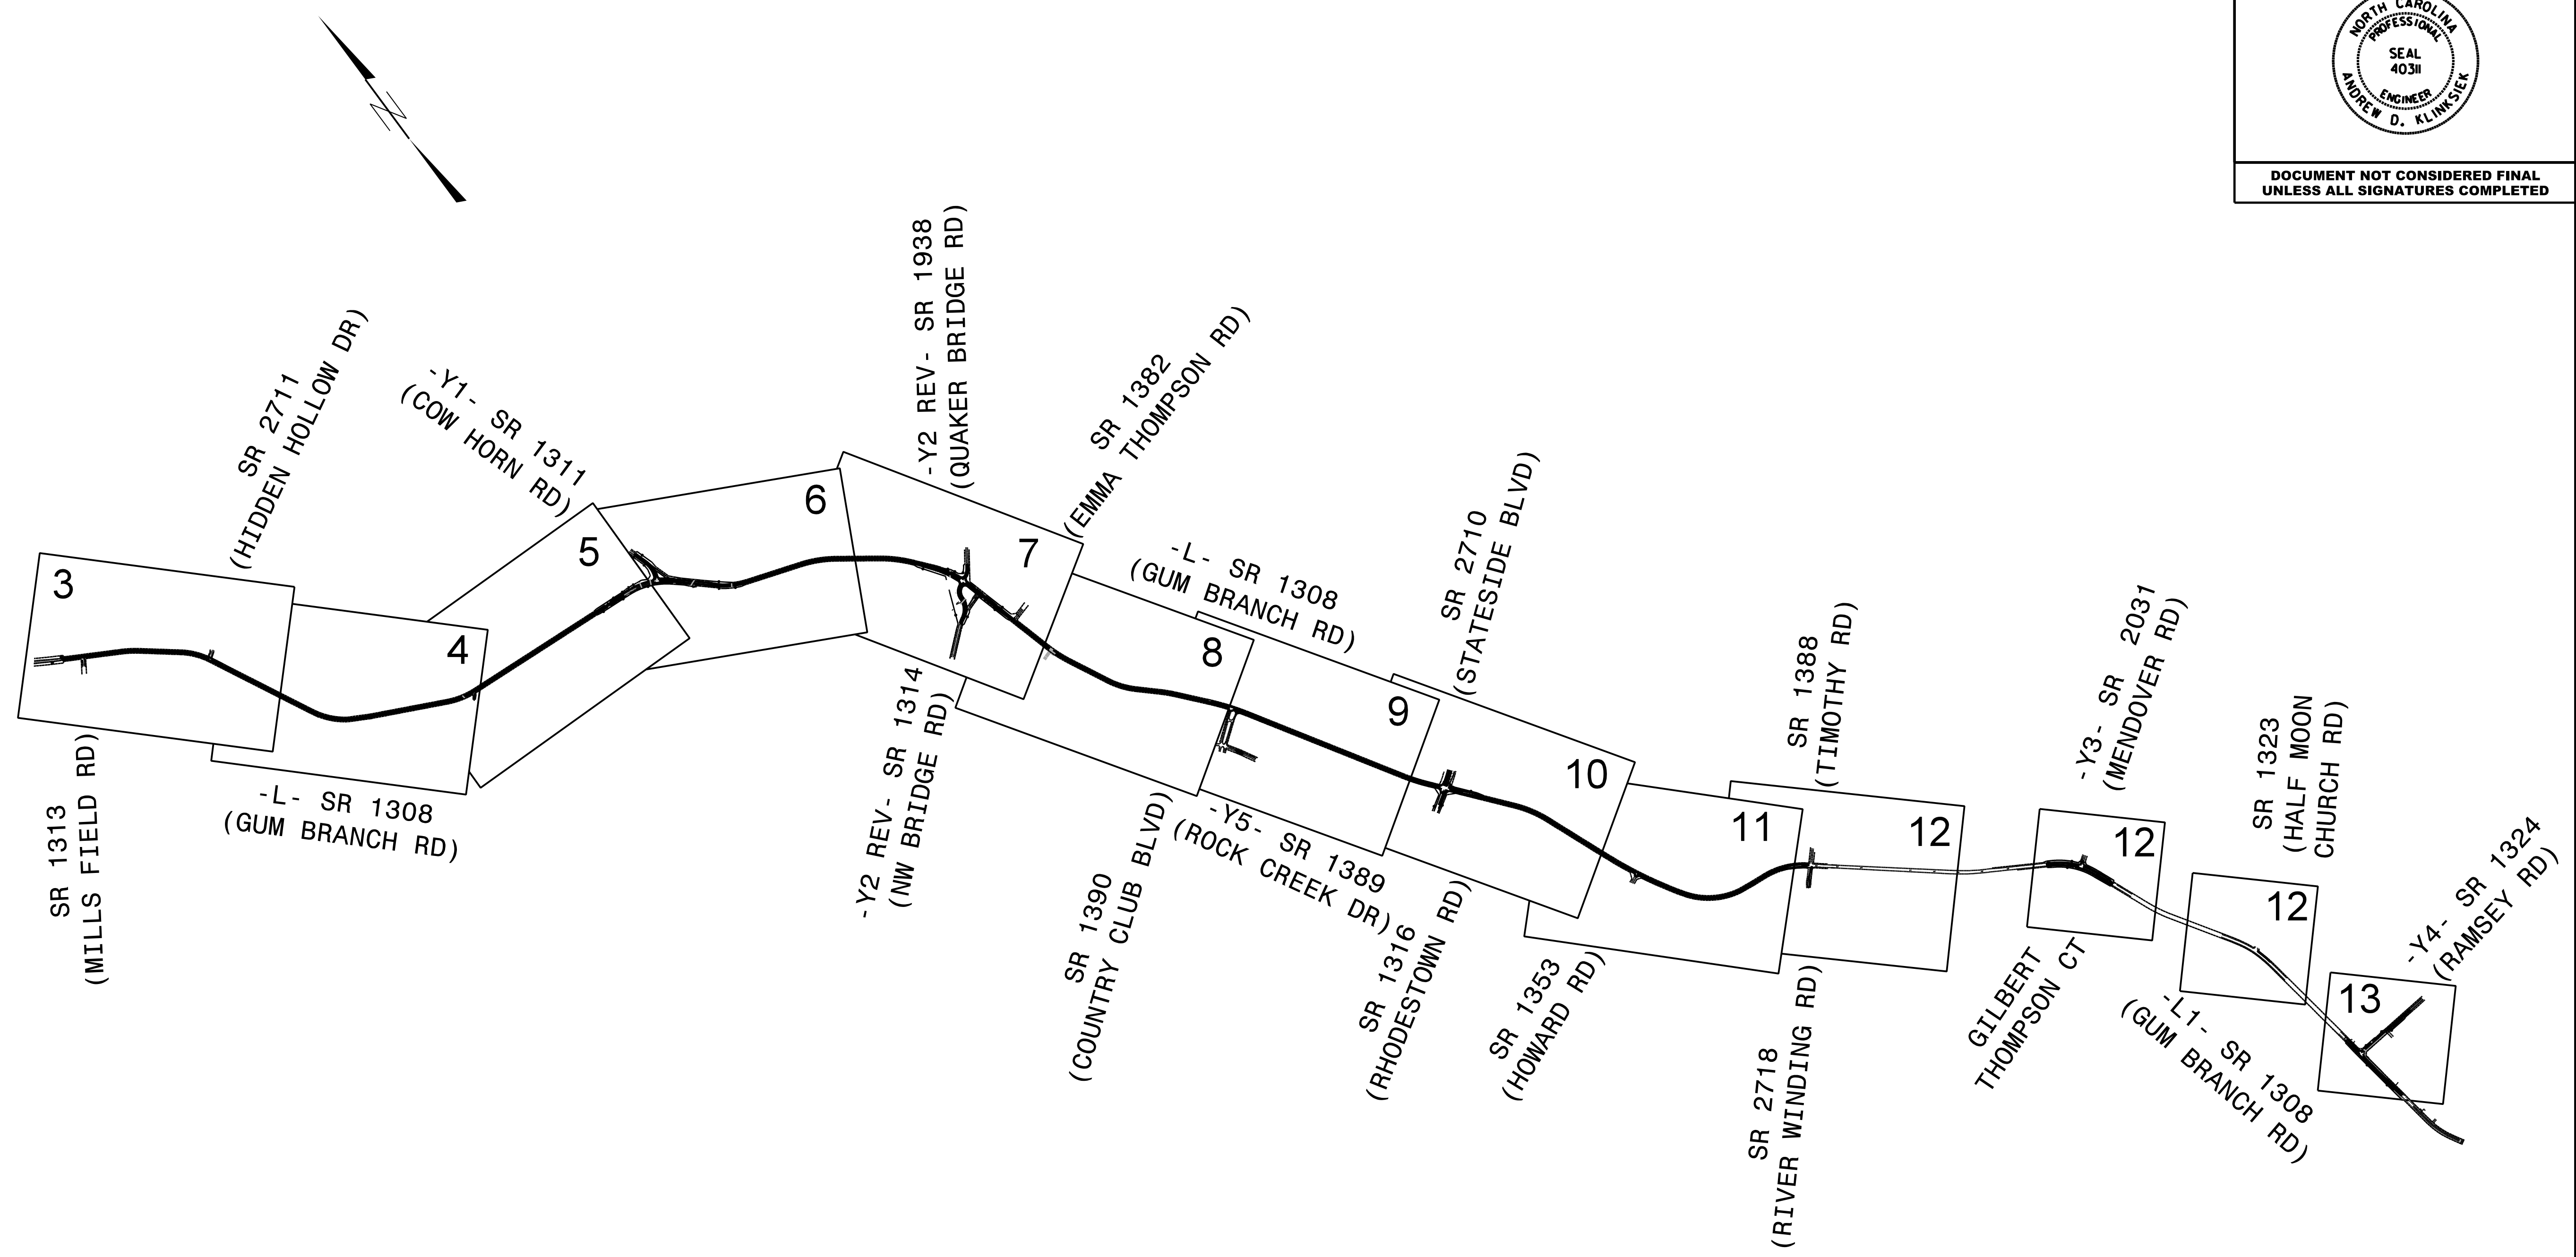 NORTH CAROLINA
PROFESSIONAL
SEAL
40311
ENGINEER
ANDREW D. KLINKSIEK
DOCUMENT NOT CONSIDERED FINAL
UNLESS ALL SIGNATURES COMPLETED
N
SR 2711
(HIDDEN HOLLOW DR)
-Y1- SR 1311
(COW HORN RD)
-Y2 REV- SR 1938
(QUAKER BRIDGE RD)
SR 1382
(EMMA THOMPSON RD)
-L- SR 1308
(GUM BRANCH RD)
SR 2710
(STATESIDE BLVD)
SR 1388
(TIMOTHY RD)
-Y3- SR 2031
(MENDOVER RD)
SR 1323
(HALF MOON
CHURCH RD)
-Y4- SR 1324
(RAMSEY RD)
3
4
5
6
7
8
9
10
11
12
12
12
13
SR 1313
(MILLS FIELD RD)
-L- SR 1308
(GUM BRANCH RD)
-Y2 REV- SR 1314
(NW BRIDGE RD)
SR 1390
(COUNTRY CLUB BLVD)
-Y5- SR 1389
(ROCK CREEK DR)
SR 1316
(RHODESTOWN RD)
SR 1353
(HOWARD RD)
SR 2718
(RIVER WINDING RD)
GILBERT
THOMPSON CT
-L1- SR 1308
(GUM BRANCH RD)